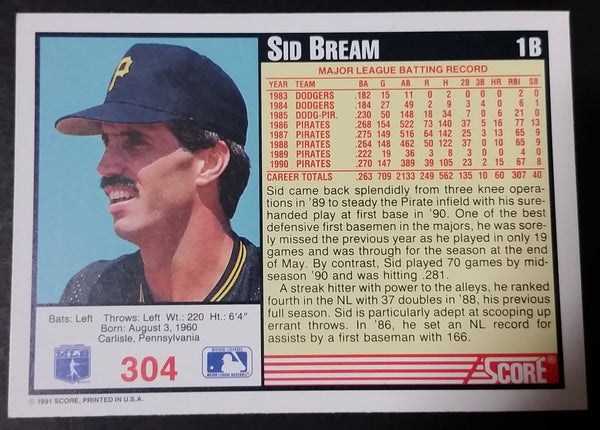 P
SID BREAM 1B
MAJOR LEAGUE BATTING RECORD
YEAR TEAM BA G AB R H 2B 3B HR RBI SB
1983 DODGERS .182 15 11 0 2 0 0 0 2 0
1984 DODGERS .184 27 49 2 9 3 0 0 6 1
1985 DODG-PIR. .230 50 148 18 34 7 0 6 21 0
1986 PIRATES .268 154 522 73 140 37 5 16 77 13
1987 PIRATES .275 149 516 64 142 25 3 13 65 9
1988 PIRATES .264 148 462 50 122 37 0 10 65 9
1989 PIRATES .222 19 36 3 8 3 0 0 4 0
1990 PIRATES .270 147 389 39 105 23 2 15 67 8
CAREER TOTALS .263 709 2133 249 562 135 10 60 307 40
Sid came back splendidly from three knee opera-
tions in '89 to steady the Pirate infield with his sure-
handed play at first base in '90. One of the best
defensive first basemen in the majors, he was sore-
ly missed the previous year as he played in only 19
games and was through for the season at the end
of May. By contrast, Sid played 70 games by mid-
season '90 and was hitting .281.
A streak hitter with power to the alleys, he ranked
fourth in the NL with 37 doubles in '88, his previous
full season. Sid is particularly adept at scooping up
errant throws. In '86, he set an NL record for
assists by a first baseman with 166.
Bats: Left Throws: Left Wt.: 220 Ht.: 6'4"
Born: August 3, 1960
Carlisle, Pennsylvania
304
OFFICIAL LICENSEE
MAJOR LEAGUE BASEBALL
SCORE®
© 1991 SCORE, PRINTED IN U.S.A.